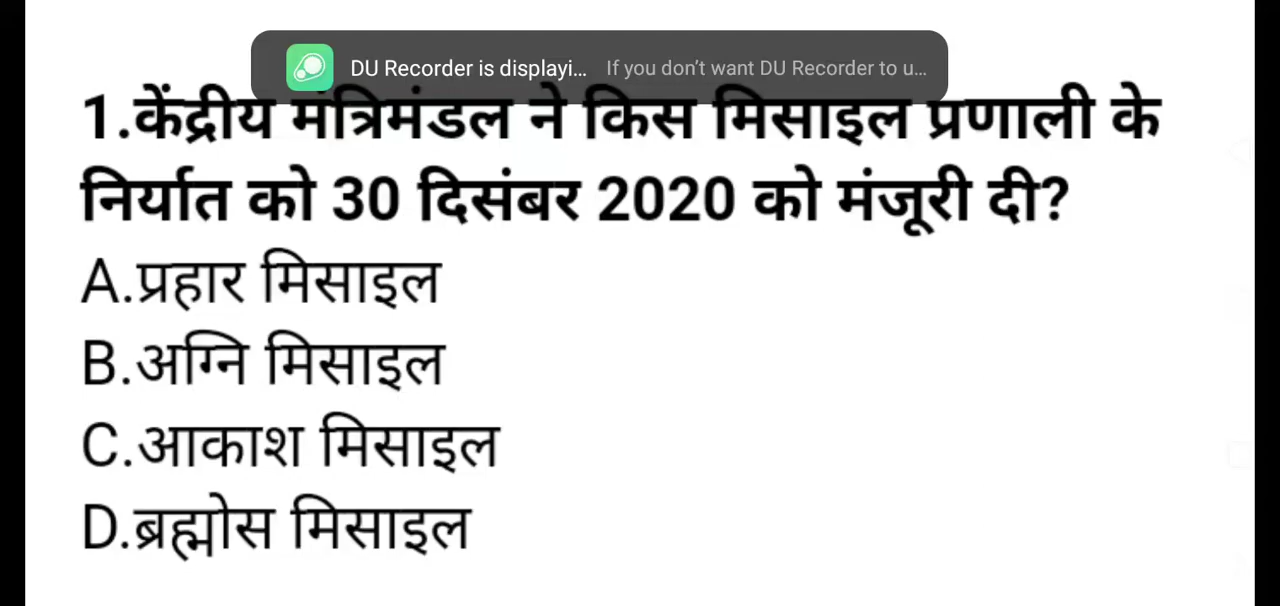 DU Recorder is displayi... If you don't want DU Recorder to u...
1.केंद्रीय मंत्रिमंडल ने किस मिसाइल प्रणाली के
निर्यात को 30 दिसंबर 2020 को मंजूरी दी?
A.प्रहार मिसाइल
B.अग्नि मिसाइल
C.आकाश मिसाइल
D.ब्रह्मोस मिसाइल